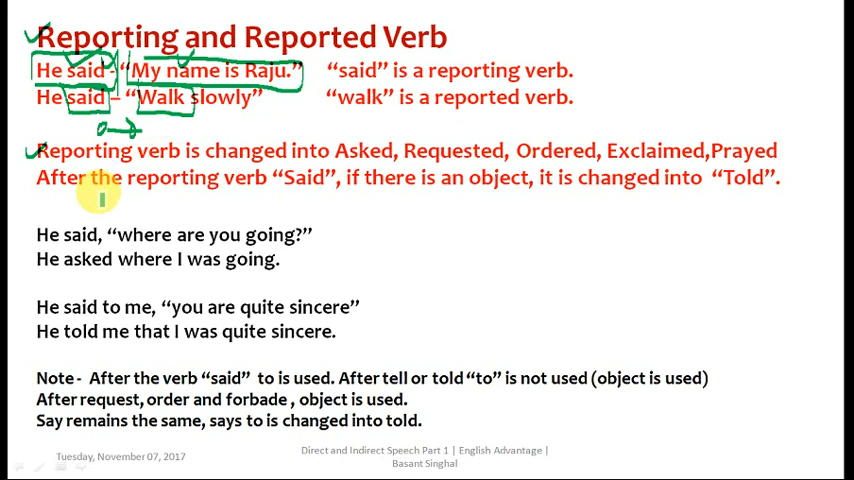 Reporting and Reported Verb
He said - “My name is Raju.” “said” is a reporting verb.
He said – “Walk slowly” “walk” is a reported verb.
Reporting verb is changed into Asked, Requested, Ordered, Exclaimed,Prayed
After the reporting verb “Said”, if there is an object, it is changed into “Told”.
He said, “where are you going?”
He asked where I was going.
He said to me, “you are quite sincere”
He told me that I was quite sincere.
Note - After the verb “said” to is used. After tell or told “to” is not used (object is used)
After request, order and forbade , object is used.
Say remains the same, says to is changed into told.
Tuesday, November 07, 2017
Direct and Indirect Speech Part 1 | English Advantage |
Basant Singhal